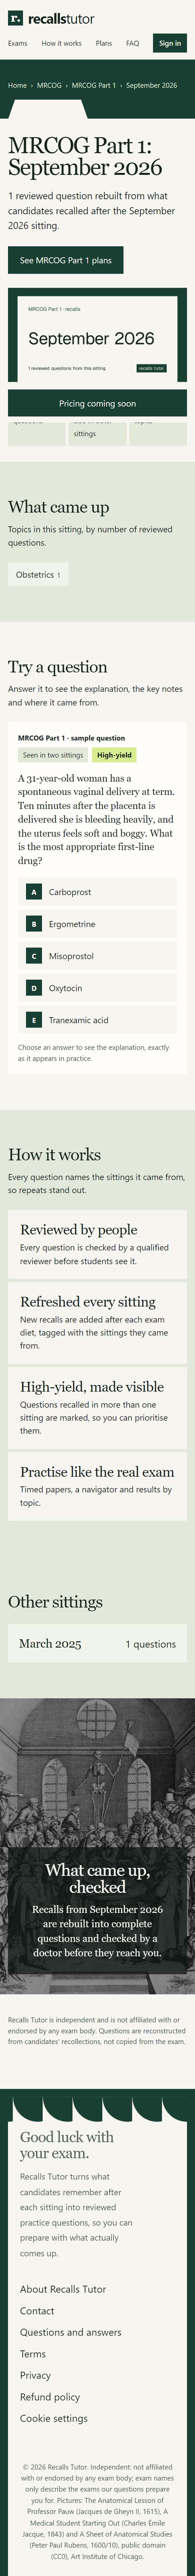 r. recallstutor
Exams How it works Plans FAQ Sign in
Home › MRCOG › MRCOG Part 1 › September 2026
MRCOG Part 1:
September 2026
1 reviewed question rebuilt from what
candidates recalled after the September
2026 sitting.
See MRCOG Part 1 plans
MRCOG Part 1 · recalls
September 2026
1 reviewed questions from this sitting
recalls tutor
Pricing coming soon
sittings
What came up
Topics in this sitting, by number of reviewed
questions.
Obstetrics 1
Try a question
Answer it to see the explanation, the key notes
and where it came from.
MRCOG Part 1 · sample question
Seen in two sittings High-yield
A 31-year-old woman has a
spontaneous vaginal delivery at term.
Ten minutes after the placenta is
delivered she is bleeding heavily, and
the uterus feels soft and boggy. What
is the most appropriate first-line
drug?
A Carboprost
B Ergometrine
C Misoprostol
D Oxytocin
E Tranexamic acid
Choose an answer to see the explanation, exactly
as it appears in practice.
How it works
Every question names the sittings it came from,
so repeats stand out.
Reviewed by people
Every question is checked by a qualified
reviewer before students see it.
Refreshed every sitting
New recalls are added after each exam
diet, tagged with the sittings they came
from.
High-yield, made visible
Questions recalled in more than one
sitting are marked, so you can prioritise
them.
Practise like the real exam
Timed papers, a navigator and results by
topic.
Other sittings
March 2025 1 questions
What came up,
checked
Recalls from September 2026
are rebuilt into complete
questions and checked by a
doctor before they reach you.
Recalls Tutor is independent and is not affiliated with or
endorsed by any exam body. Questions are reconstructed
from candidates' recollections, not copied from the exam.
Good luck with
your exam.
Recalls Tutor turns what
candidates remember after
each sitting into reviewed
practice questions, so you can
prepare with what actually
comes up.
About Recalls Tutor
Contact
Questions and answers
Terms
Privacy
Refund policy
Cookie settings
© 2026 Recalls Tutor. Independent: not affiliated
with or endorsed by any exam body; exam names
only describe the exams our questions prepare
you for. Pictures: The Anatomical Lesson of
Professor Pauw (Jacques de Gheyn II, 1615), A
Medical Student Starting Out (Charles Émile
Jacque, 1843) and A Sheet of Anatomical Studies
(Peter Paul Rubens, 1600/10), public domain
(CC0), Art Institute of Chicago.